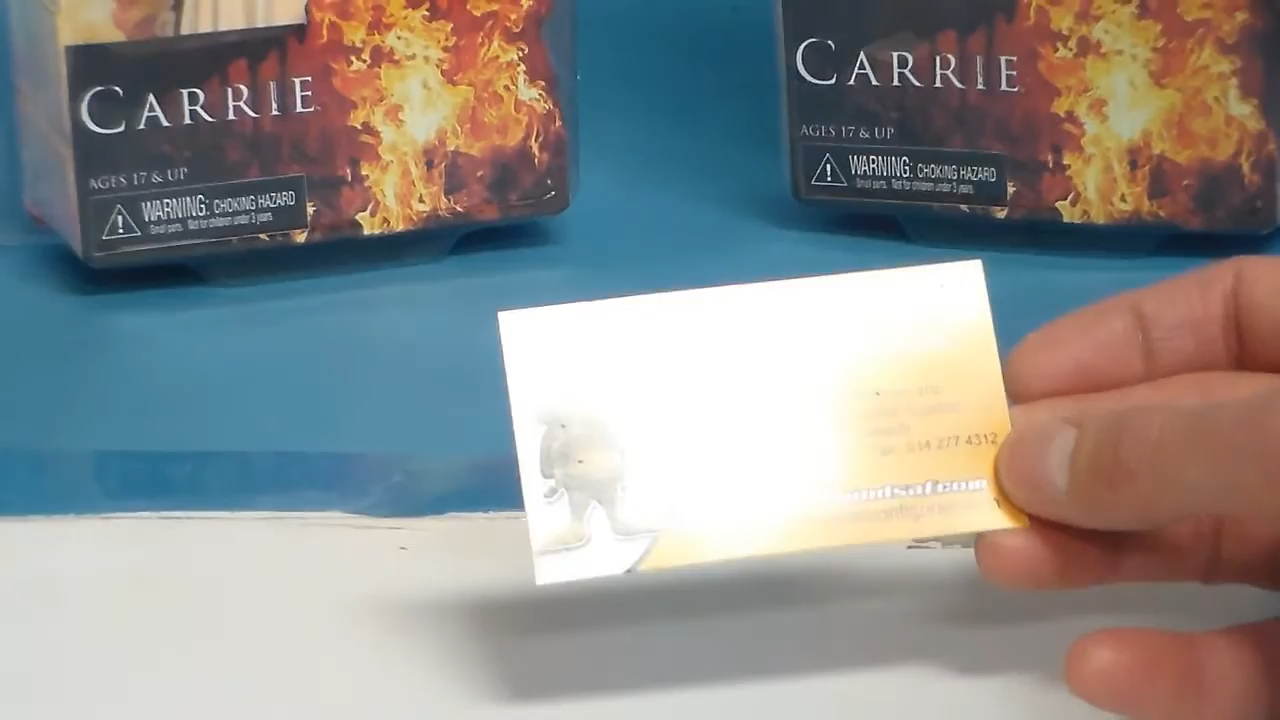 CARRIE
AGES 17 & UP
WARNING: CHOKING HAZARD
Small parts. Not for children under 3 years.
CARRIE
AGES 17 & UP
WARNING: CHOKING HAZARD
Small parts. Not for children under 3 years.
914 277 4312